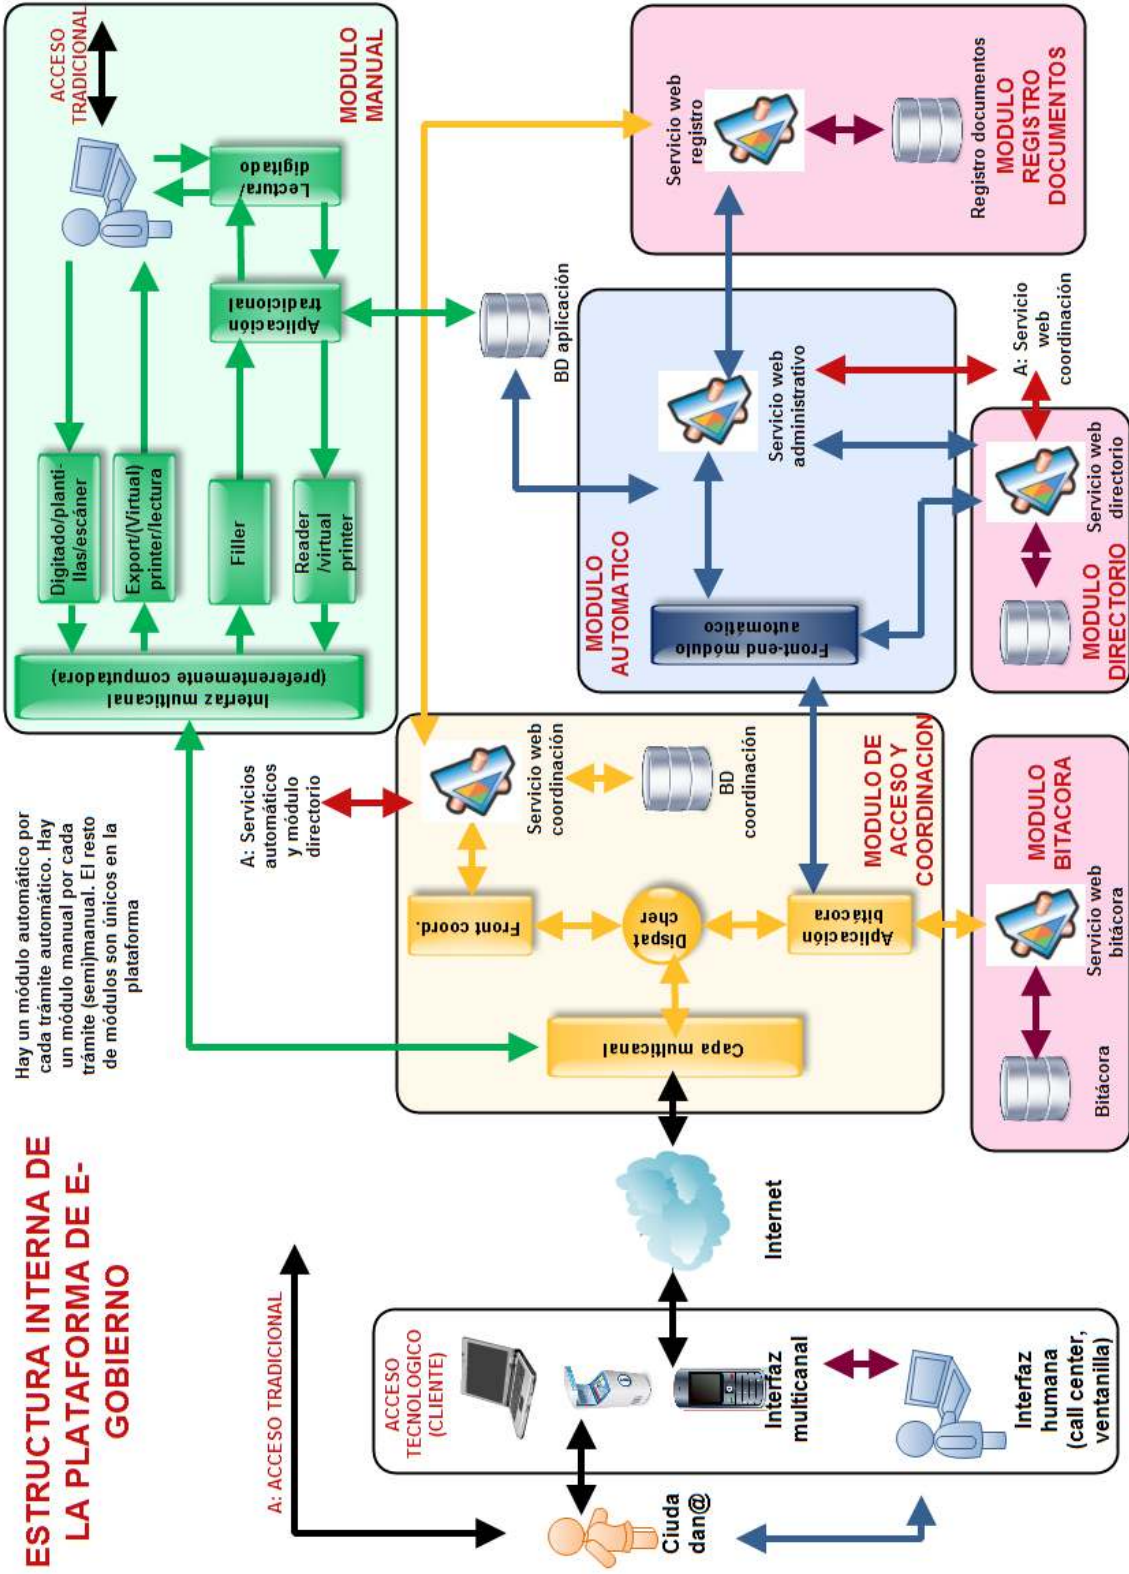 ESTRUCTURA INTERNA DE
LA PLATAFORMA DE E-
GOBIERNO
Hay un módulo automático por
cada trámite automático. Hay
un módulo manual por cada
trámite (semi)manual. El resto
de módulos son únicos en la
plataforma
A: ACCESO TRADICIONAL
ACCESO
TECNOLOGICO
(CLIENTE)
Interfaz
multicanal
Interfaz
humana
(call center,
ventanilla)
Ciuda
dan@
Internet
A: Servicios
automáticos
y módulo
directorio
Capa multicanal
Front coord.
Dispat
cher
Aplicación
bitácora
Servicio web
coordinación
BD
coordinación
MODULO DE
ACCESO Y
COORDINACION
Bitácora
Servicio web
bitácora
MODULO
BITACORA
Interfaz multicanal
(preferentemente computadora)
Digitado/planti-
llas/escáner
Export/(Virtual)
printer/lectura
Filler
Reader
/virtual
printer
Aplicación
tradicional
Lectura/
digitado
ACCESO
TRADICIONAL
MODULO
MANUAL
BD aplicación
MODULO
AUTOMATICO
Front-end módulo
automático
Servicio web
administrativo
MODULO
DIRECTORIO
Servicio web
directorio
A: Servicio
web
coordinación
Servicio web
registro
Registro documentos
MODULO
REGISTRO
DOCUMENTOS